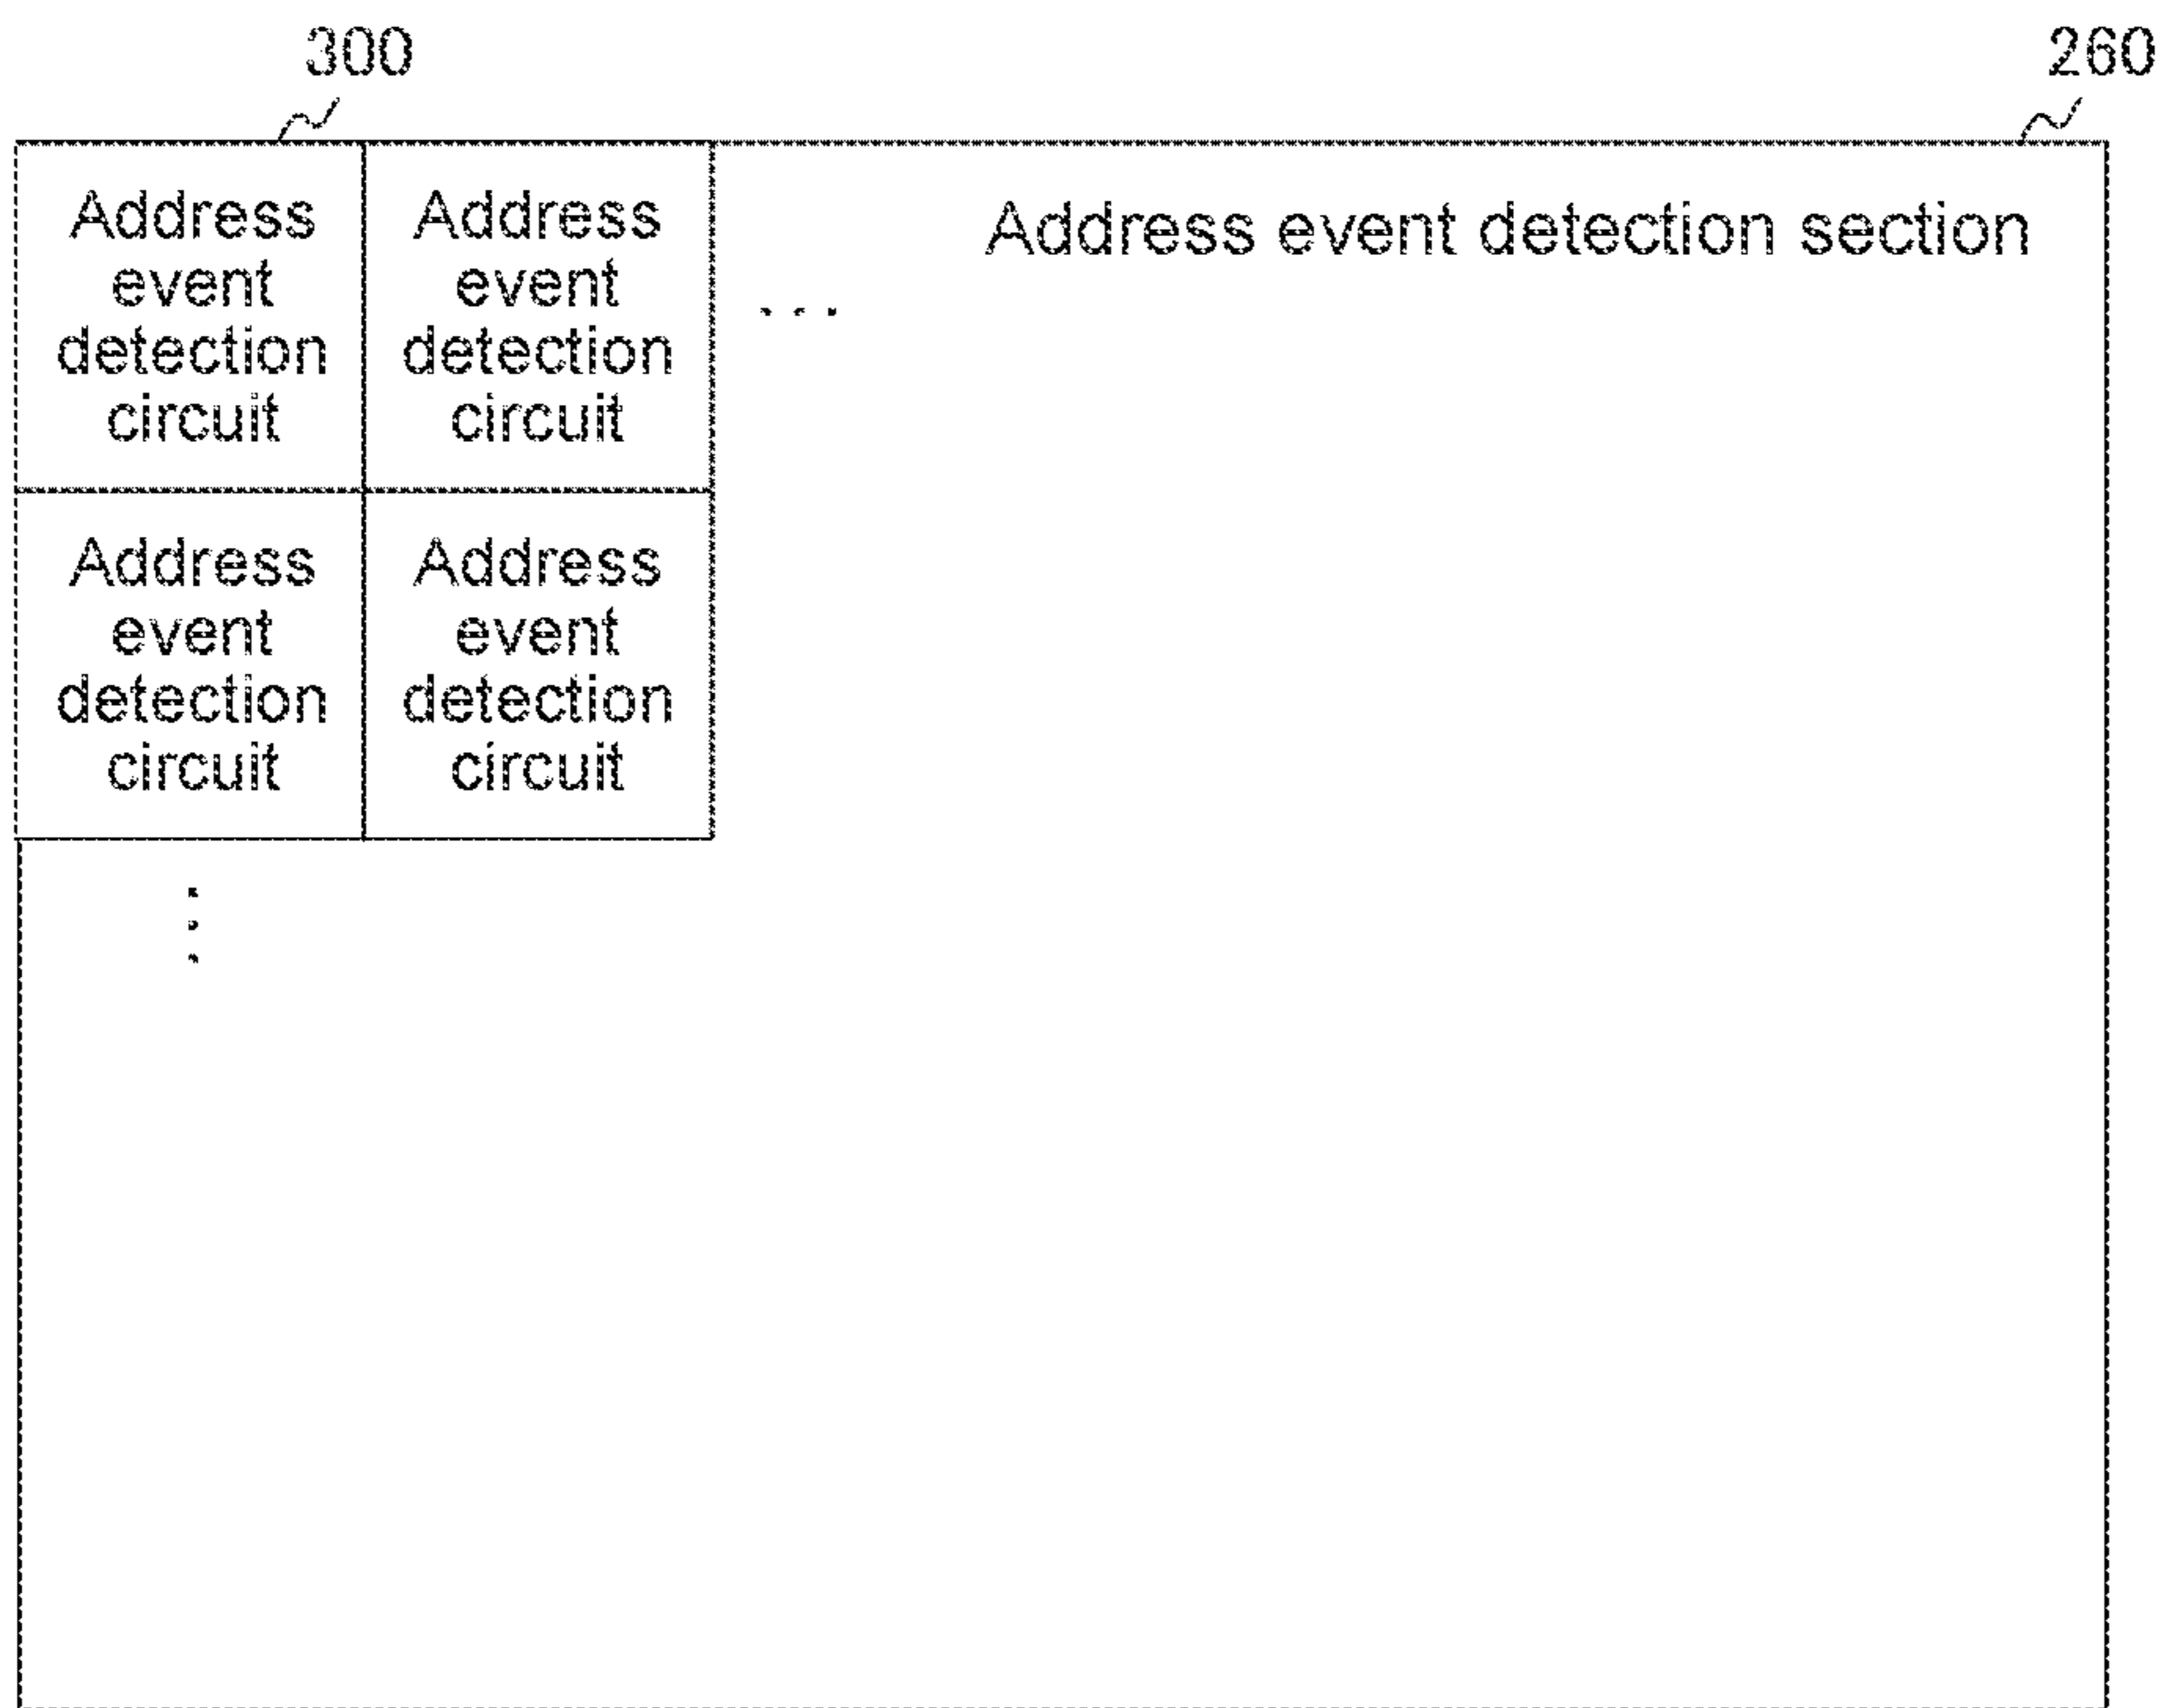 300
260
Address
event
detection
circuit
Address
event
detection
circuit
Address event detection section
...
Address
event
detection
circuit
Address
event
detection
circuit